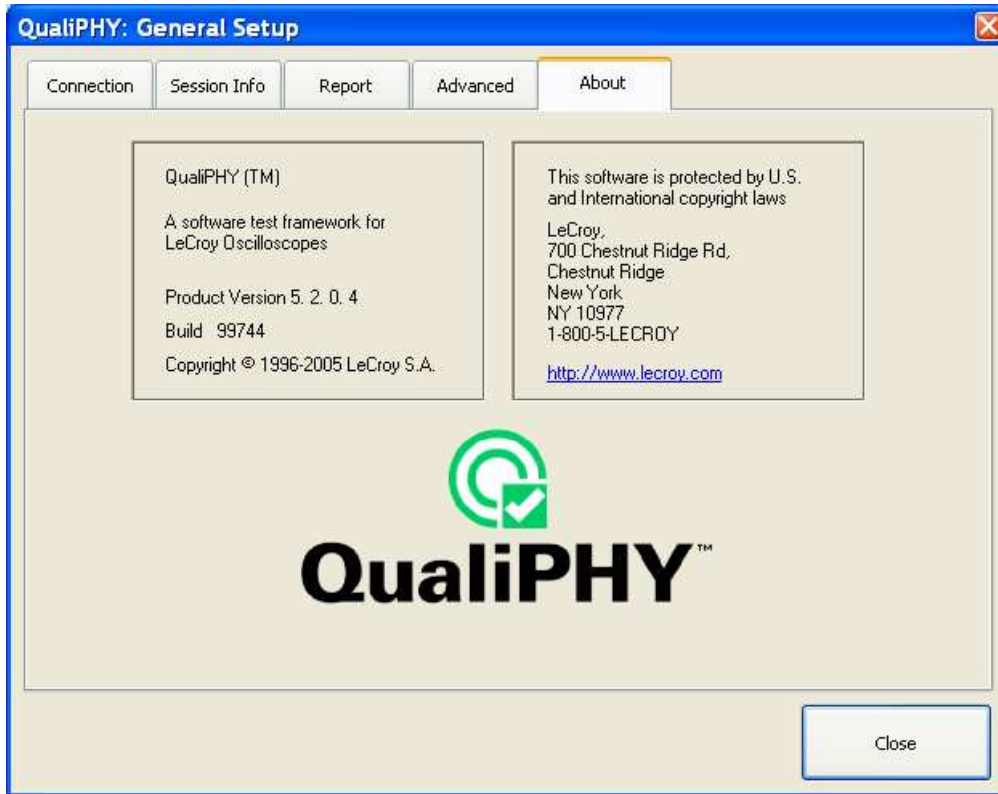 QualiPHY: General Setup
Connection
Session Info
Report
Advanced
About
QualiPHY (TM)
A software test framework for
LeCroy Oscilloscopes
Product Version 5. 2. 0. 4
Build 99744
Copyright © 1996-2005 LeCroy S.A.
This software is protected by U.S.
and International copyright laws
LeCroy,
700 Chestnut Ridge Rd,
Chestnut Ridge
New York
NY 10977
1-800-5-LECROY
http://www.lecroy.com
QualiPHY™
Close